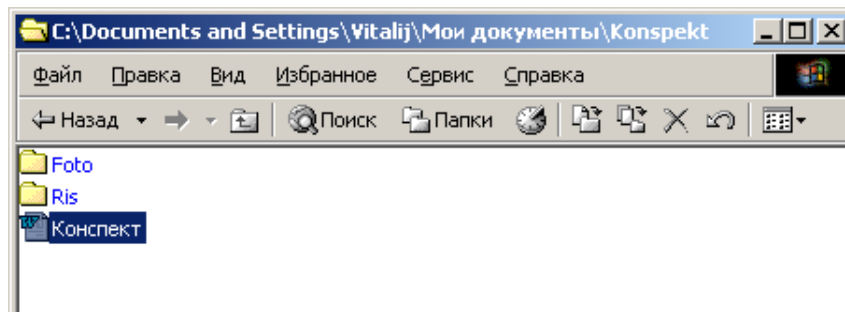 C:\Documents and Settings\Vitalij\Мои документы\Konspekt
Файл Правка Вид Избранное Сервис Справка
Назад Поиск Папки
Foto
Ris
Конспект